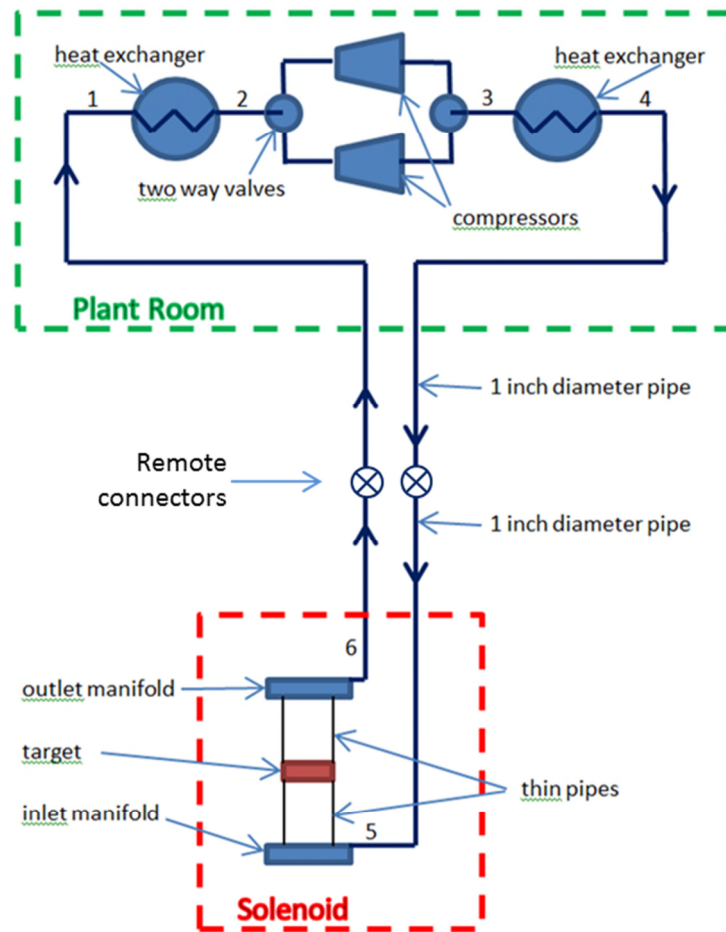 heat exchanger
heat exchanger
1
2
3
4
two way valves
compressors
Plant Room
1 inch diameter pipe
Remote
connectors
1 inch diameter pipe
6
outlet manifold
target
thin pipes
inlet manifold
5
Solenoid